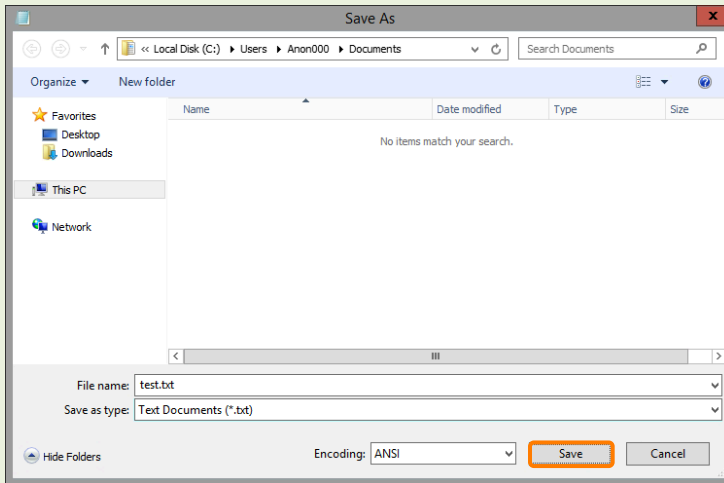 Save As
x
« Local Disk (C:) Users Anon000 Documents Search Documents
Organize New folder
Name Date modified Type Size
No items match your search.
Favorites
Desktop
Downloads
This PC
Network
File name: test.txt
Save as type: Text Documents (*.txt)
Hide Folders Encoding: ANSI Save Cancel